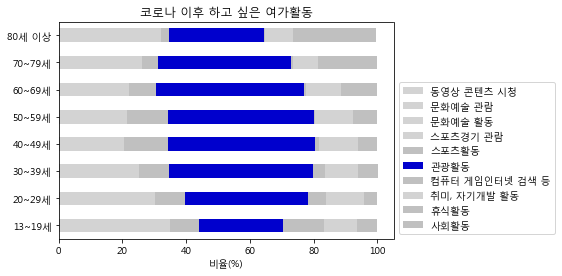 코로나 이후 하고 싶은 여가활동
80세 이상
70~79세
60~69세
50~59세
40~49세
30~39세
20~29세
13~19세
0 20 40 60 80 100
비율(%)
동영상 콘텐츠 시청
문화예술 관람
문화예술 활동
스포츠경기 관람
스포츠활동
관광활동
컴퓨터 게임인터넷 검색 등
취미, 자기개발 활동
휴식활동
사회활동